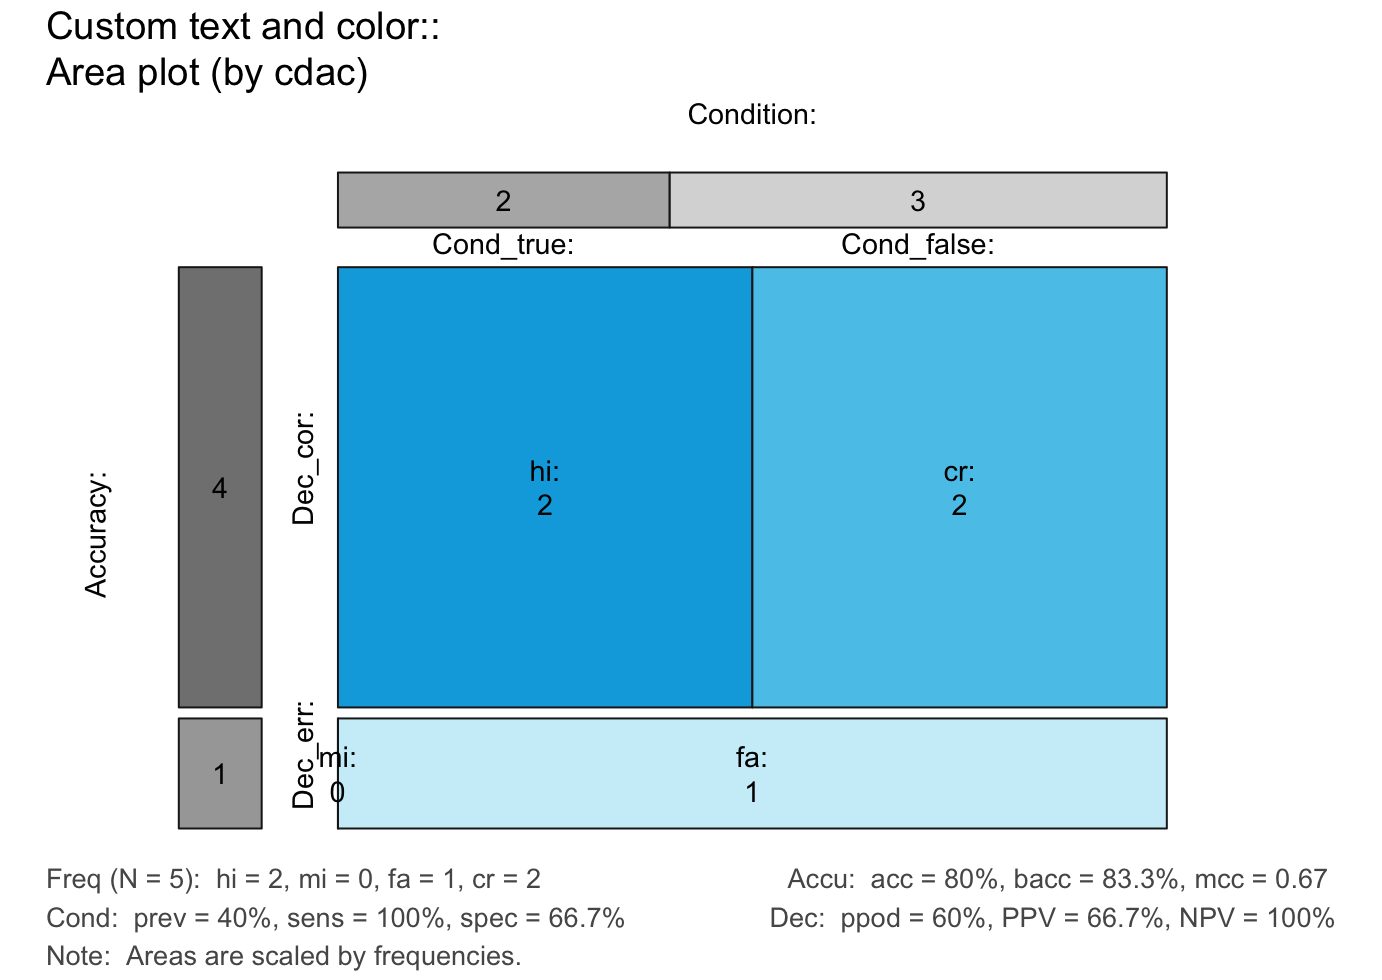 Custom text and color::
Area plot (by cdac)
Condition:
2
3
Cond_true:
Cond_false:
Accuracy:
4
Dec_cor:
hi:
2
cr:
2
1
Dec_err:
mi:
0
fa:
1
Freq (N = 5):  hi = 2, mi = 0, fa = 1, cr = 2
Accu:  acc = 80%, bacc = 83.3%, mcc = 0.67
Cond:  prev = 40%, sens = 100%, spec = 66.7%
Dec:  ppod = 60%, PPV = 66.7%, NPV = 100%
Note:  Areas are scaled by frequencies.